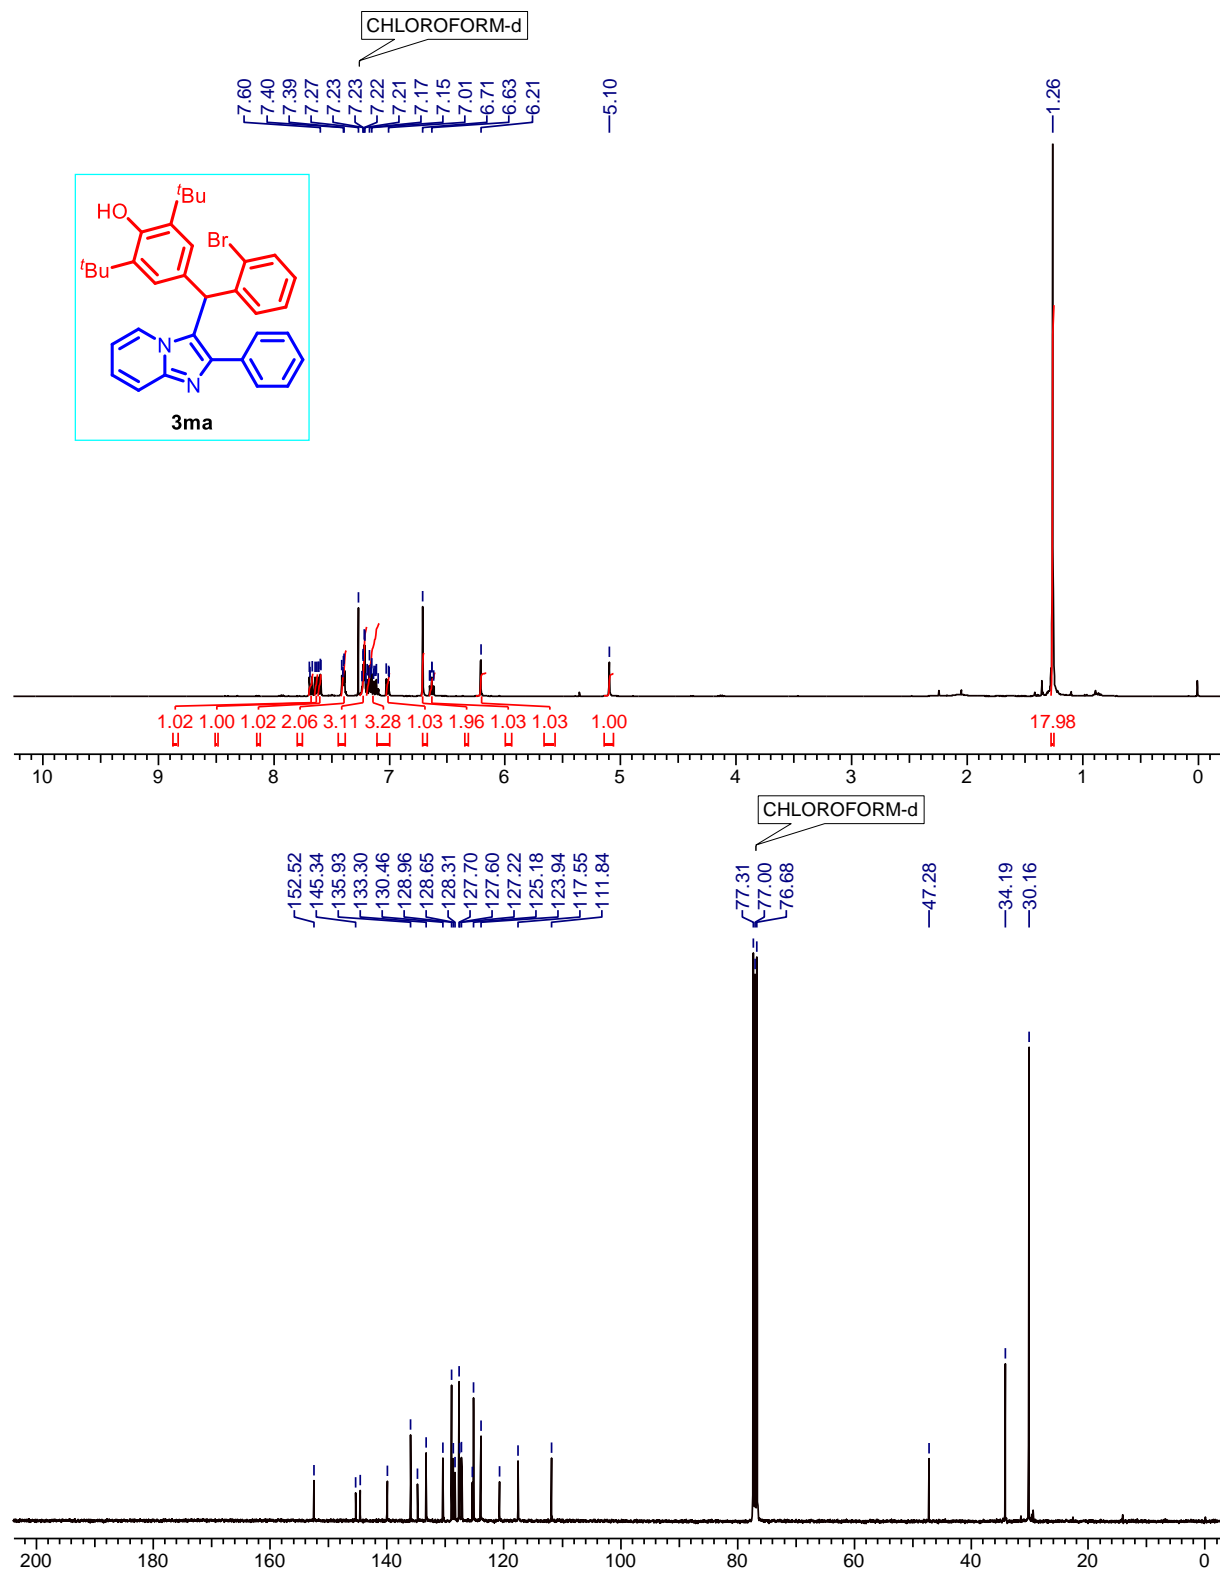 CHLOROFORM-d
7.60 7.40 7.39 7.27 7.23 7.23 7.22 7.21 7.17 7.15 7.01 6.71 6.63 6.21 5.10 1.26
tBu
HO
Br
tBu
N
N
3ma
1.02 1.00 1.02 2.06 3.11 3.28 1.03 1.96 1.03 1.03 1.00 17.98
10 9 8 7 6 5 4 3 2 1 0
CHLOROFORM-d
152.52 145.34 135.93 133.30 130.46 128.96 128.65 128.31 127.70 127.60 127.22 125.18 123.94 117.55 111.84 77.31 77.00 76.68 47.28 34.19 30.16
200 180 160 140 120 100 80 60 40 20 0